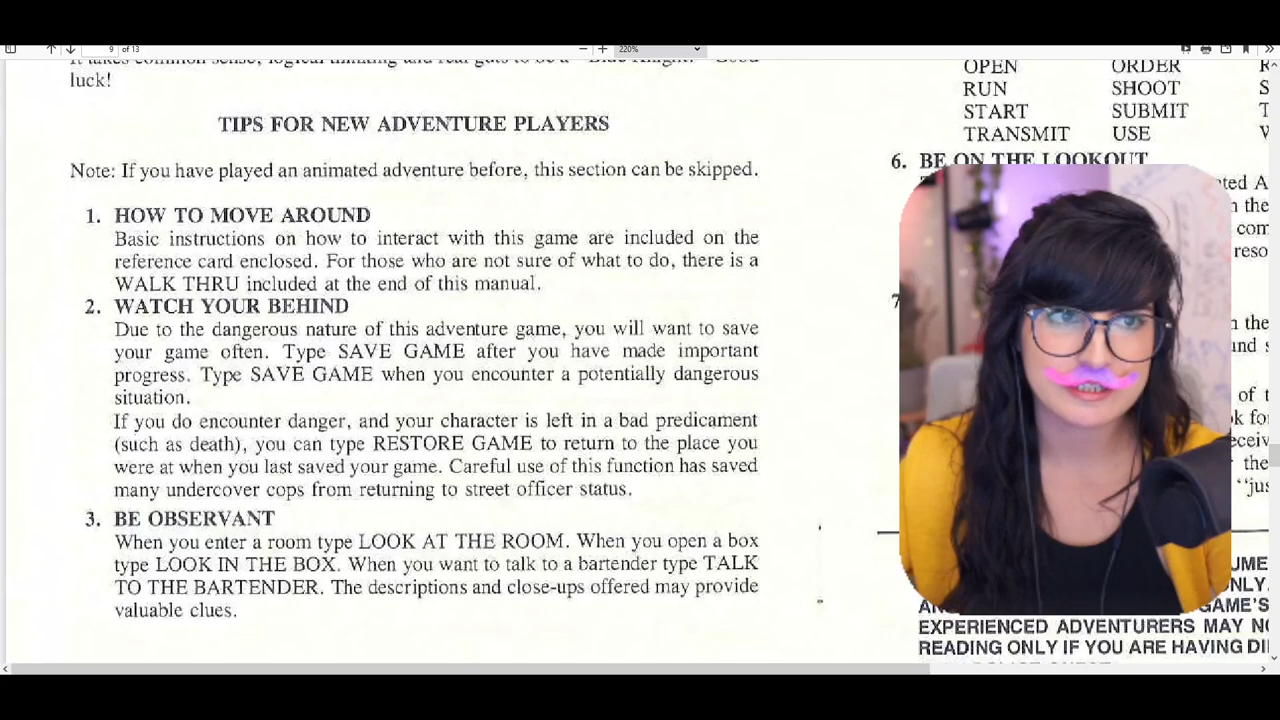 9 of 13
220%
luck!
TIPS FOR NEW ADVENTURE PLAYERS
Note: If you have played an animated adventure before, this section can be skipped.
1. HOW TO MOVE AROUND
Basic instructions on how to interact with this game are included on the
reference card enclosed. For those who are not sure of what to do, there is a
WALK THRU included at the end of this manual.
2. WATCH YOUR BEHIND
Due to the dangerous nature of this adventure game, you will want to save
your game often. Type SAVE GAME after you have made important
progress. Type SAVE GAME when you encounter a potentially dangerous
situation.
If you do encounter danger, and your character is left in a bad predicament
(such as death), you can type RESTORE GAME to return to the place you
were at when you last saved your game. Careful use of this function has saved
many undercover cops from returning to street officer status.
3. BE OBSERVANT
When you enter a room type LOOK AT THE ROOM. When you open a box
type LOOK IN THE BOX. When you want to talk to a bartender type TALK
TO THE BARTENDER. The descriptions and close-ups offered may provide
valuable clues.
OPEN ORDER
RUN SHOOT
START SUBMIT
TRANSMIT USE
6. BE ON THE LOOKOUT
EXPERIENCED ADVENTURERS MAY
READING ONLY IF YOU ARE HAVING